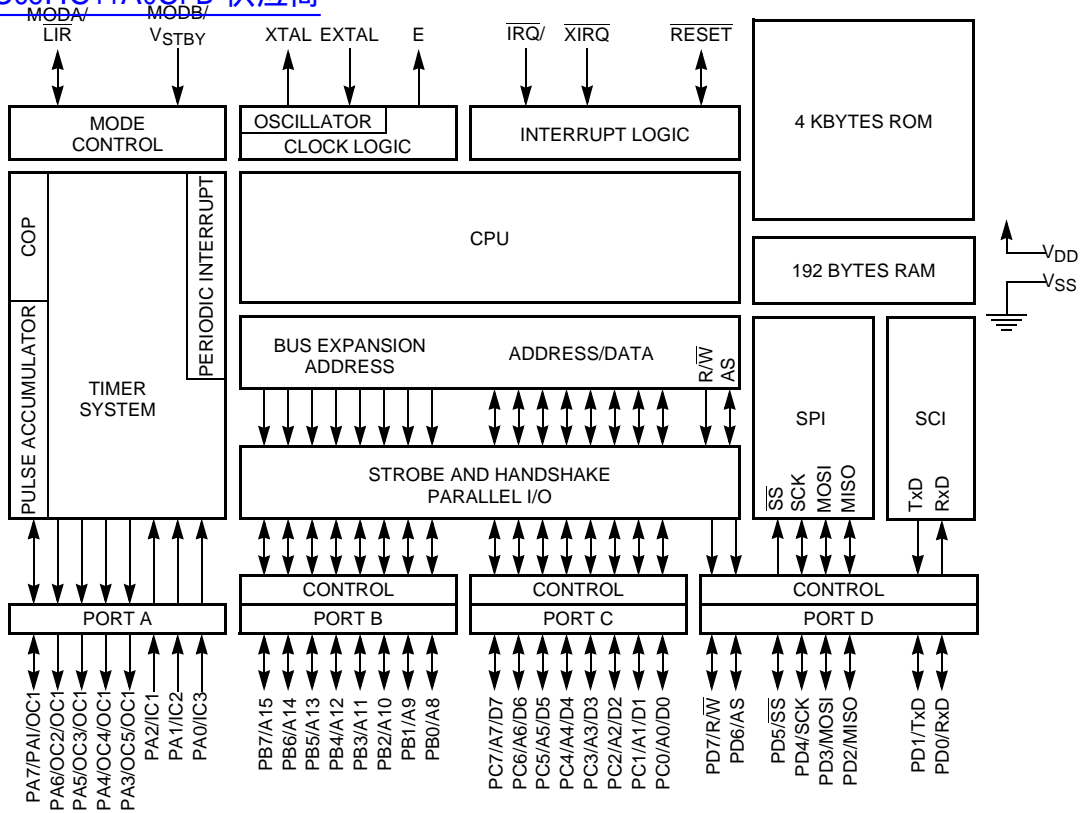 供应商
MODA/
LIR
MODB/
VSTBY
XTAL EXTAL E
IRQ/ XIRQ
RESET
MODE
CONTROL
OSCILLATOR
CLOCK LOGIC
INTERRUPT LOGIC
4 KBYTES ROM
COP
PERIODIC INTERRUPT
PULSE ACCUMULATOR
TIMER
SYSTEM
CPU
192 BYTES RAM
VDD
VSS
BUS EXPANSION
ADDRESS
ADDRESS/DATA
R/W
AS
STROBE AND HANDSHAKE
PARALLEL I/O
SPI
SS
SCK
MOSI
MISO
SCI
TxD
RxD
PORT A
CONTROL
PORT B
CONTROL
PORT C
CONTROL
PORT D
PA7/PAI/OC1
PA6/OC2/OC1
PA5/OC3/OC1
PA4/OC4/OC1
PA3/OC5/OC1
PA2/IC1
PA1/IC2
PA0/IC3
PB7/A15
PB6/A14
PB5/A13
PB4/A12
PB3/A11
PB2/A10
PB1/A9
PB0/A8
PC7/A7/D7
PC6/A6/D6
PC5/A5/D5
PC4/A4/D4
PC3/A3/D3
PC2/A2/D2
PC1/A1/D1
PC0/A0/D0
PD7/R/W
PD6/AS
PD5/SS
PD4/SCK
PD3/MOSI
PD2/MISO
PD1/TxD
PD0/RxD